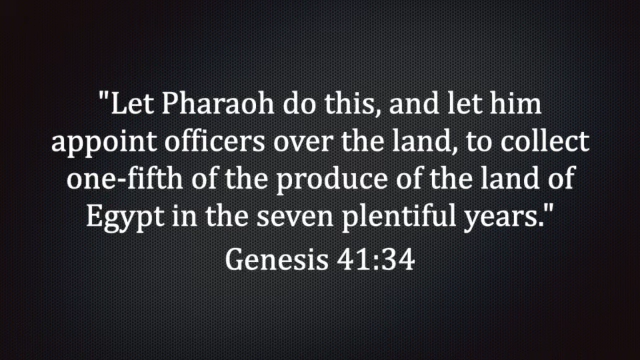 "Let Pharaoh do this, and let him
appoint officers over the land, to collect
one-fifth of the produce of the land of
Egypt in the seven plentiful years."
Genesis 41:34